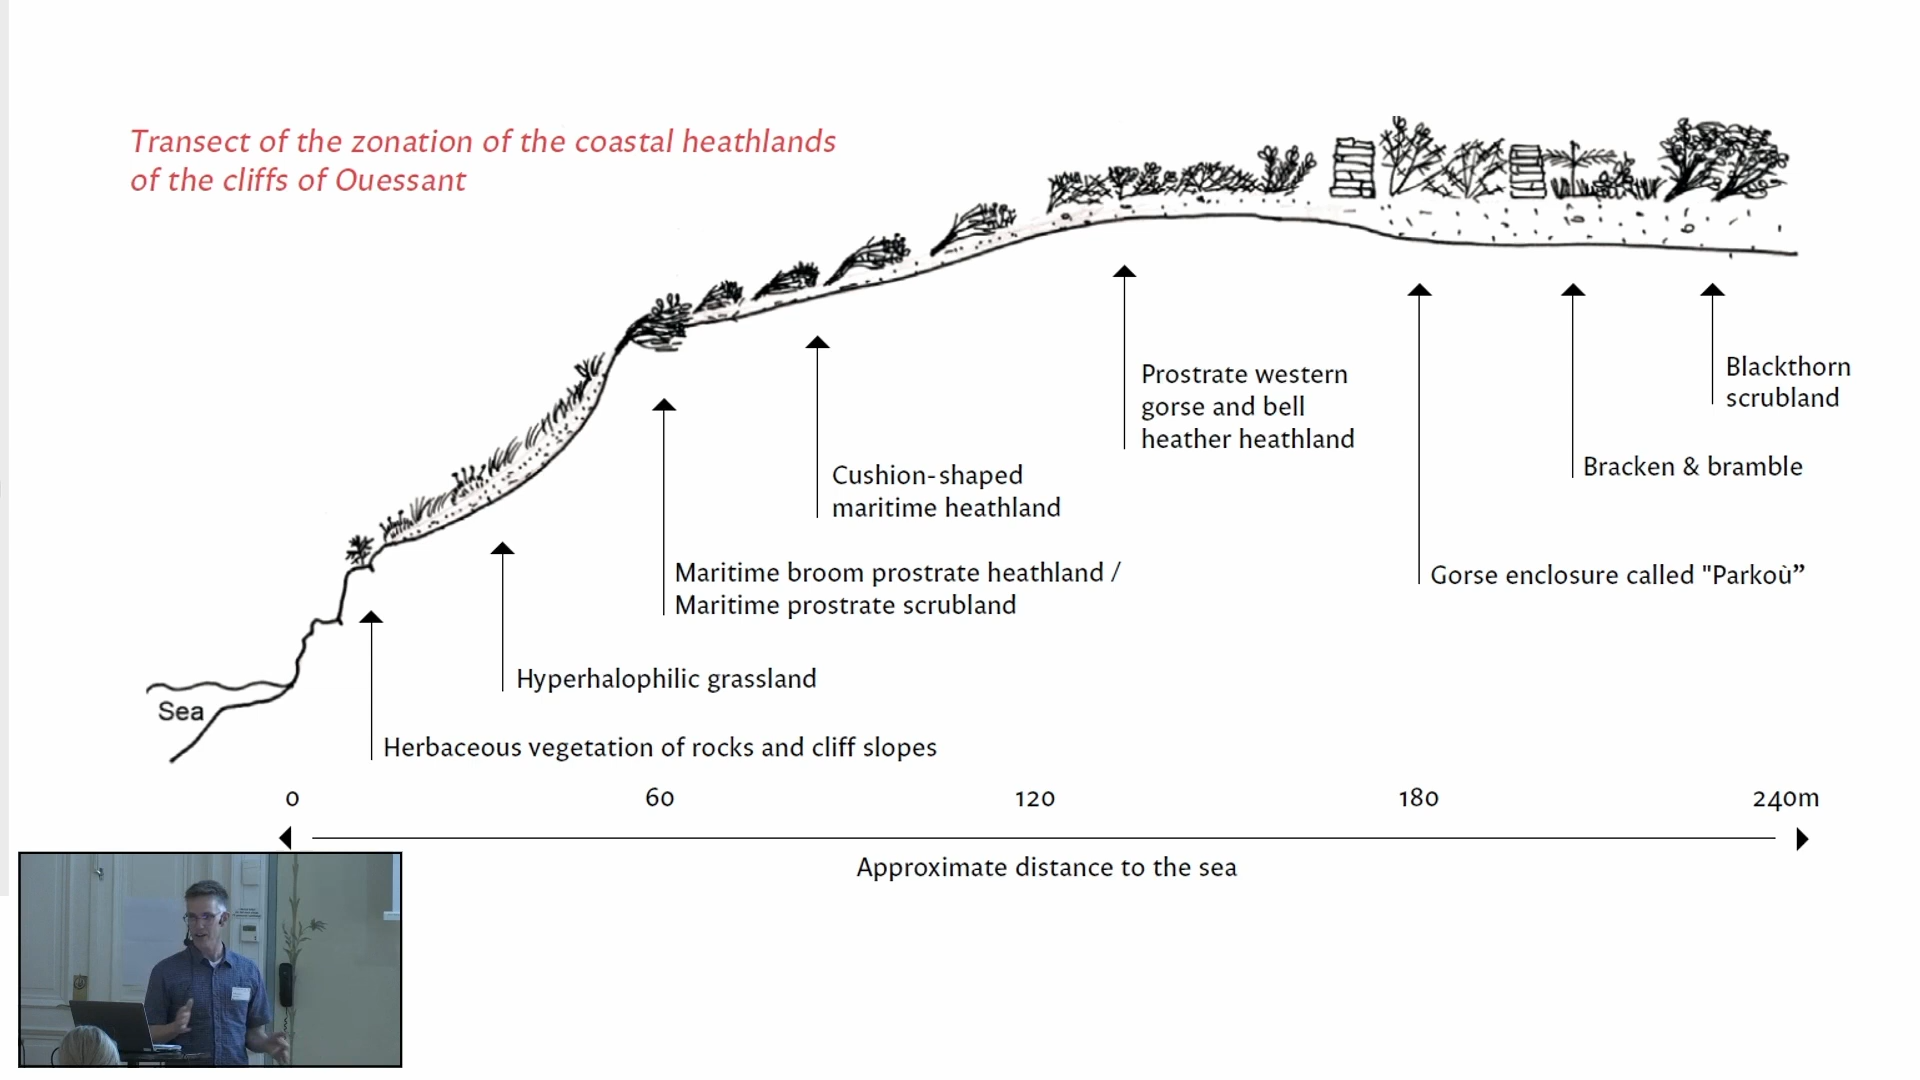 Transect of the zonation of the coastal heathlands
of the cliffs of Ouessant
Blackthorn
scrubland
Prostrate western
gorse and bell
heather heathland
Bracken & bramble
Cushion-shaped
maritime heathland
Maritime broom prostrate heathland /
Maritime prostrate scrubland
Gorse enclosure called "Parkoù”
Hyperhalophilic grassland
Sea
Herbaceous vegetation of rocks and cliff slopes
0 60 120 180 240m
Approximate distance to the sea